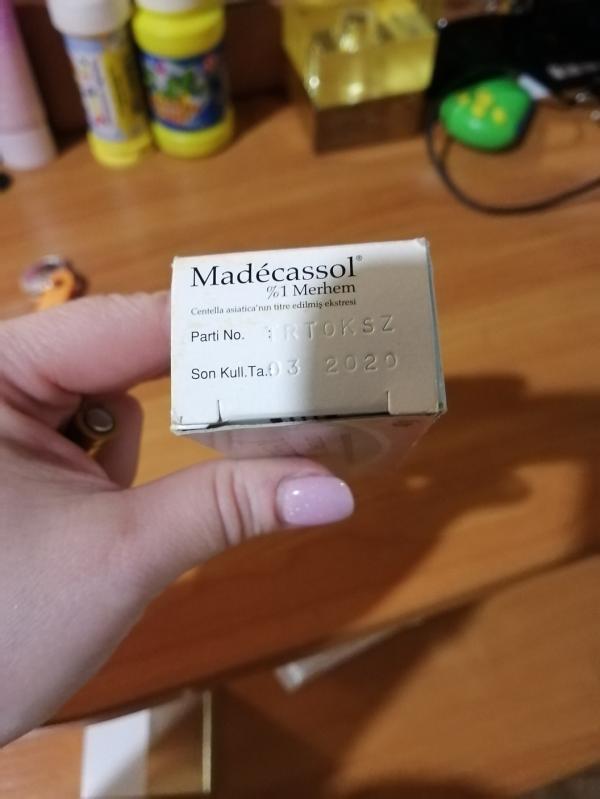 Madécassol®
%1 Merhem
Centella asiatica'nın titre edilmiş ekstresi
Parti No. :
Son Kull.Ta.: 03 2020